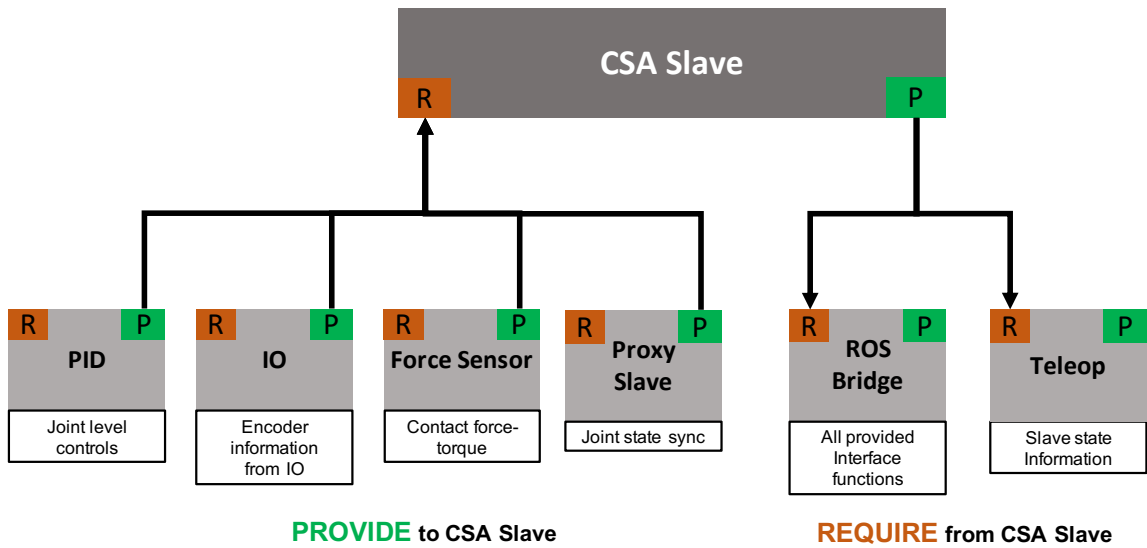 CSA Slave
R
P
R
P
PID
Joint level
controls
R
P
IO
Encoder
information
from IO
R
P
Force Sensor
Contact force-
torque
R
P
Proxy
Slave
Joint state sync
R
P
ROS
Bridge
All provided
Interface
functions
R
P
Teleop
Slave state
Information
PROVIDE to CSA Slave
REQUIRE from CSA Slave